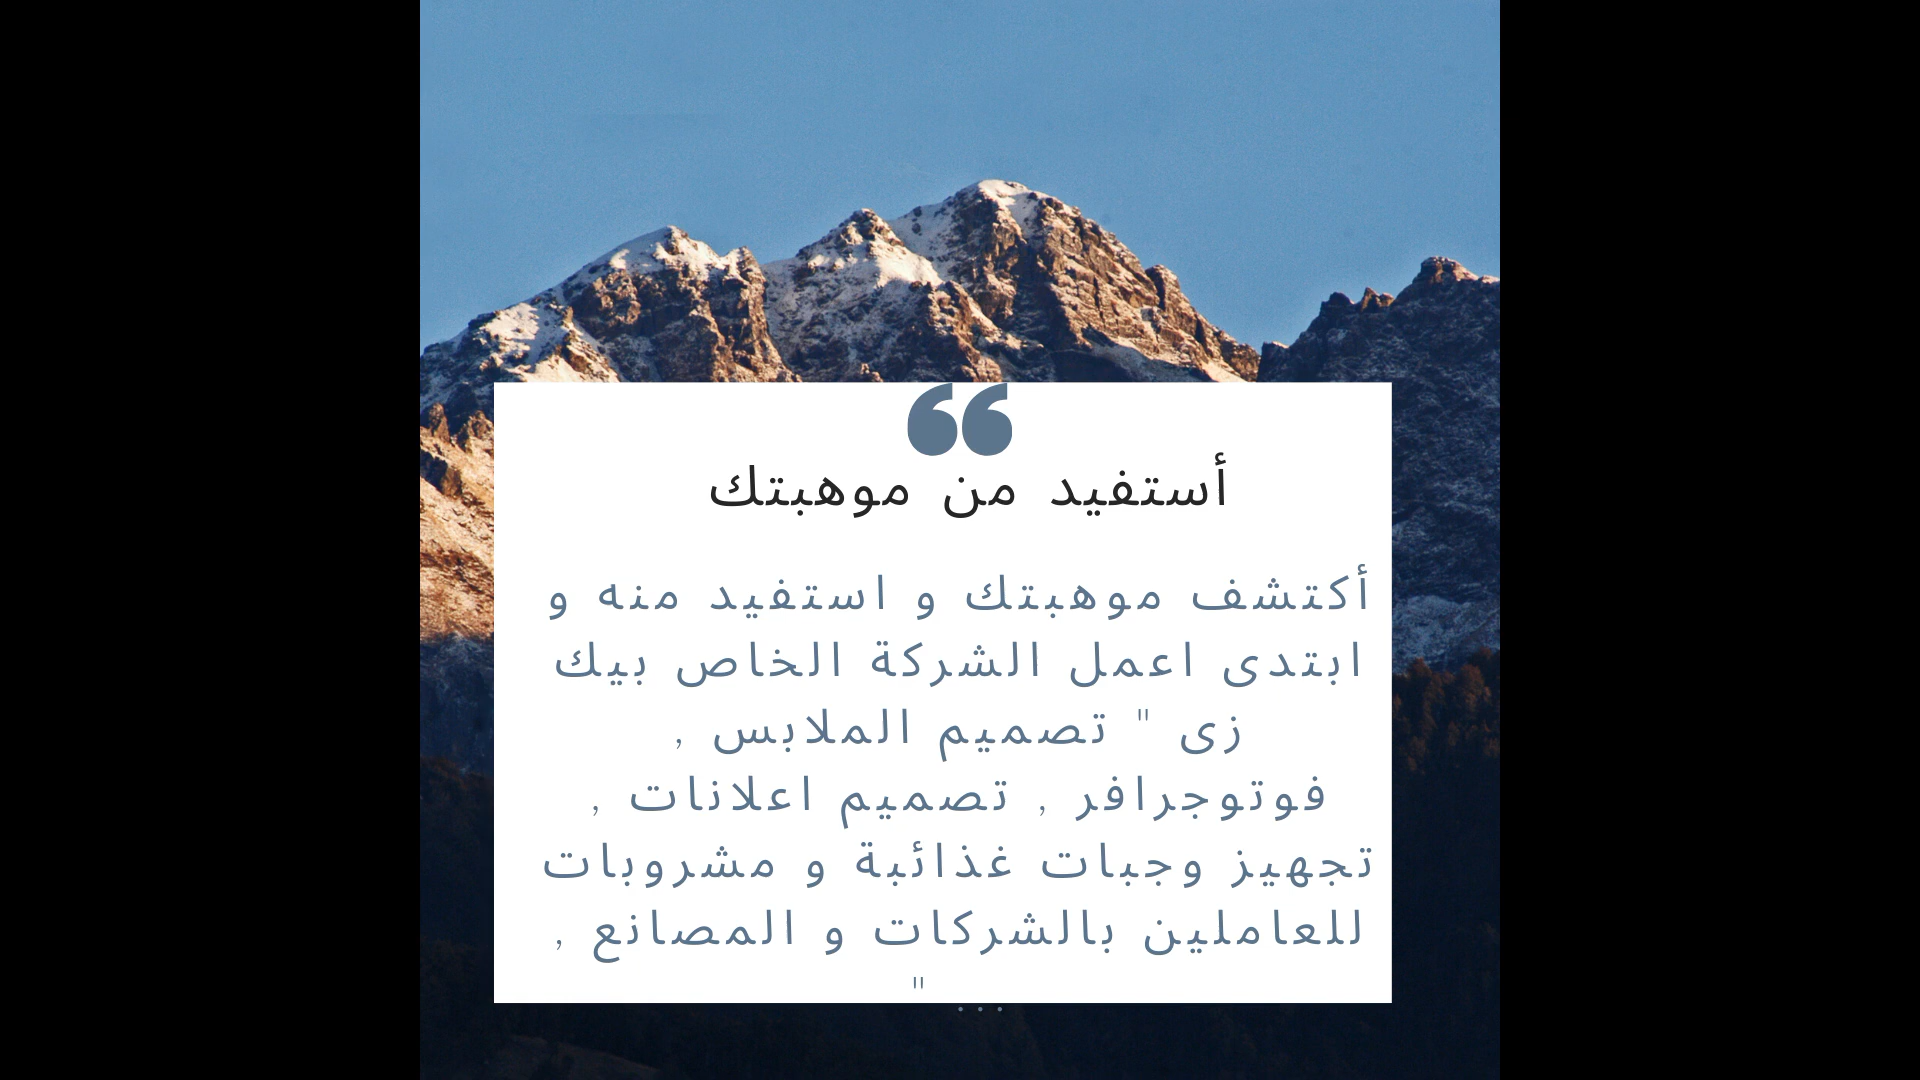 أستفيد من موهبتك
أكتشف موهبتك و استفيد منه و
ابتدى اعمل الشركة الخاص بيك
زى " تصميم الملابس ,
فوتوجرافر , تصميم اعلانات ,
تجهيز وجبات غذائبة و مشروبات
للعاملين بالشركات و المصانع ,
... "